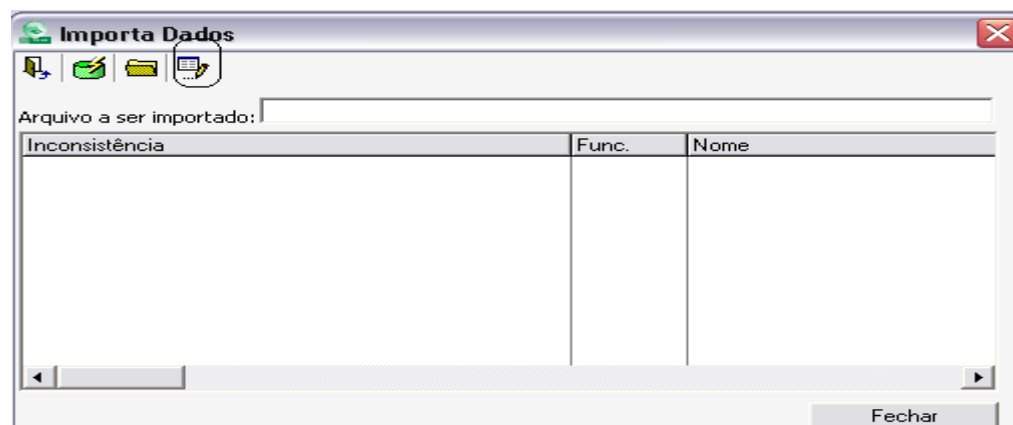 Importa Dados
Arquivo a ser importado:
Inconsistência Func. Nome
Fechar